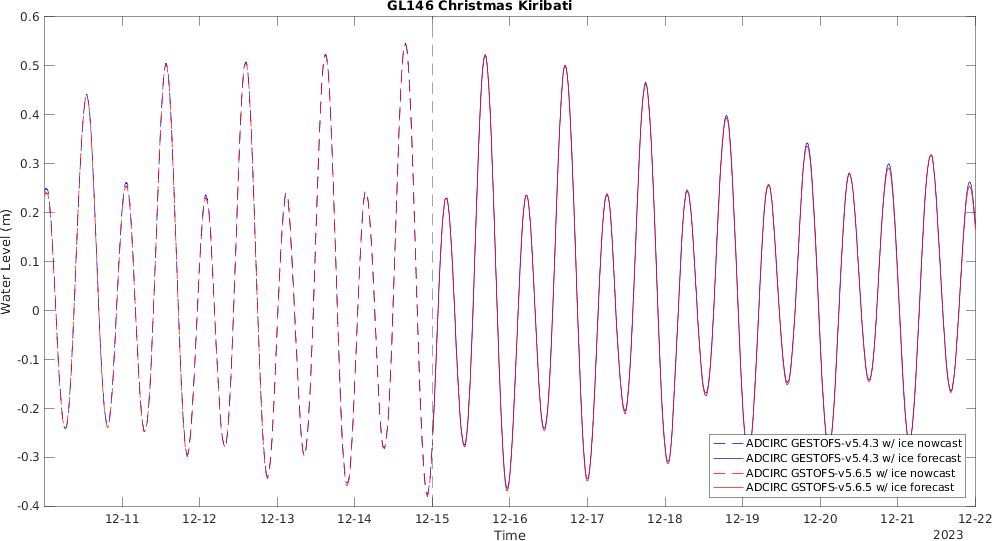 GL146 Christmas Kiribati
Water Level (m)
0.6
0.5
0.4
0.3
0.2
0.1
0
-0.1
-0.2
-0.3
-0.4
ADCIRC GESTOFS-v5.4.3 w/ ice nowcast
ADCIRC GESTOFS-v5.4.3 w/ ice forecast
ADCIRC GSTOFS-v5.6.5 w/ ice nowcast
ADCIRC GSTOFS-v5.6.5 w/ ice forecast
12-11 12-12 12-13 12-14 12-15 12-16 12-17 12-18 12-19 12-20 12-21 12-22
Time
2023